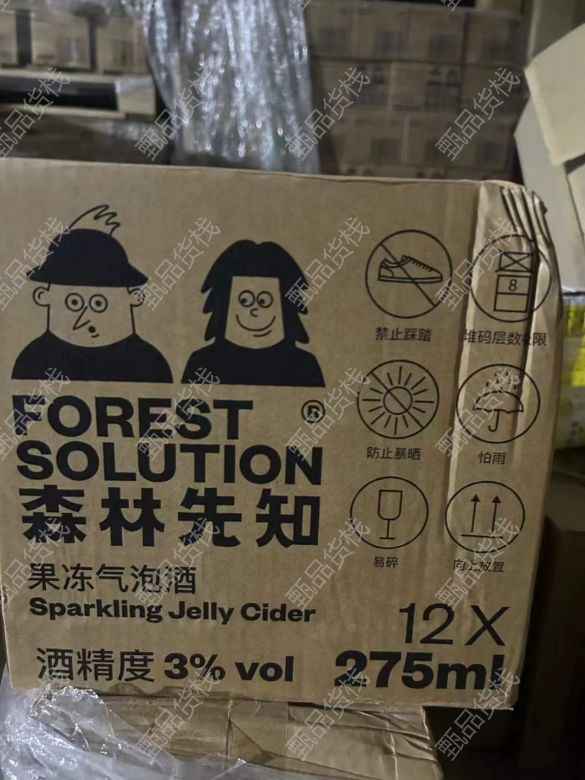 8
禁止踩踏
堆码层数极限
防止暴晒
怕雨
易碎
向上放置
FOREST ®
SOLUTION
森林先知
果冻气泡酒
Sparkling Jelly Cider
12X
酒精度 3% vol
275ml
甄品货栈